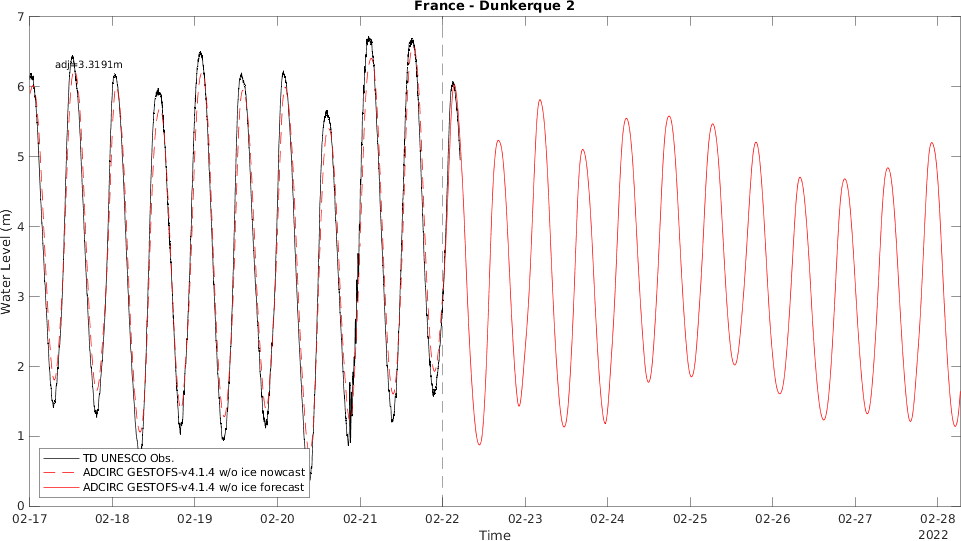 France - Dunkerque 2
7
adj=3.3191m
6
5
4
3
2
1
0
Water Level (m)
TD UNESCO Obs.
ADCIRC GESTOFS-v4.1.4 w/o ice nowcast
ADCIRC GESTOFS-v4.1.4 w/o ice forecast
02-17 02-18 02-19 02-20 02-21 02-22 02-23 02-24 02-25 02-26 02-27 02-28
Time
2022